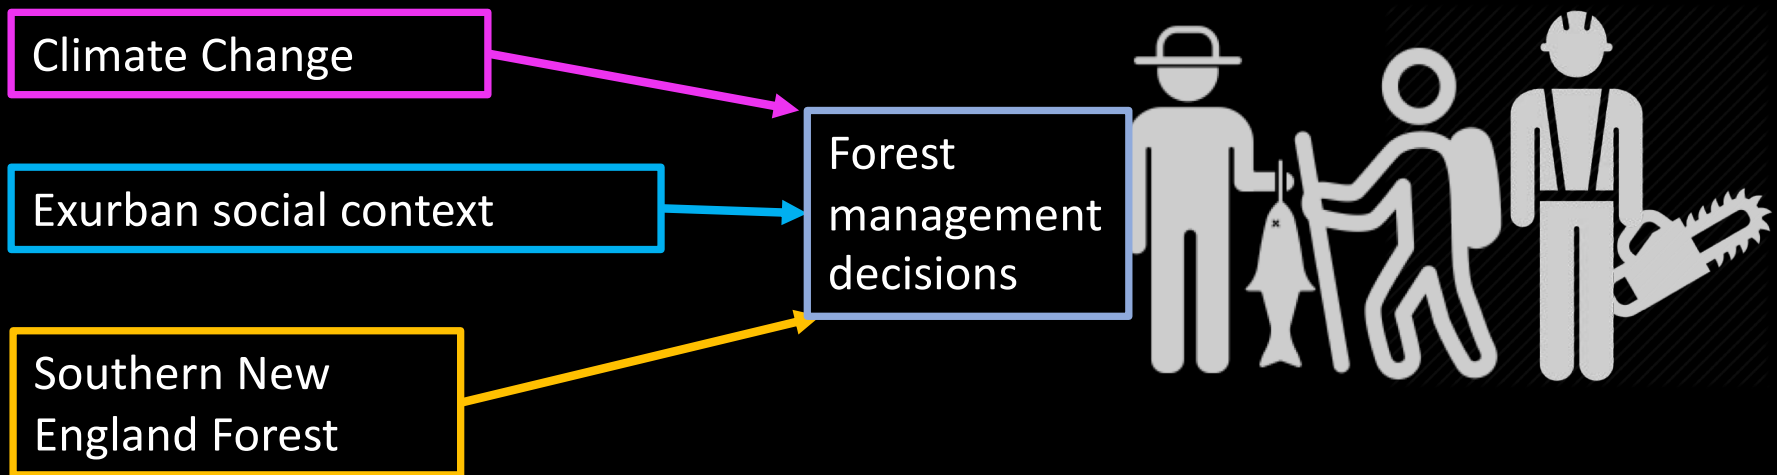 Climate Change
Exurban social context
Southern New
England Forest
Forest
management
decisions